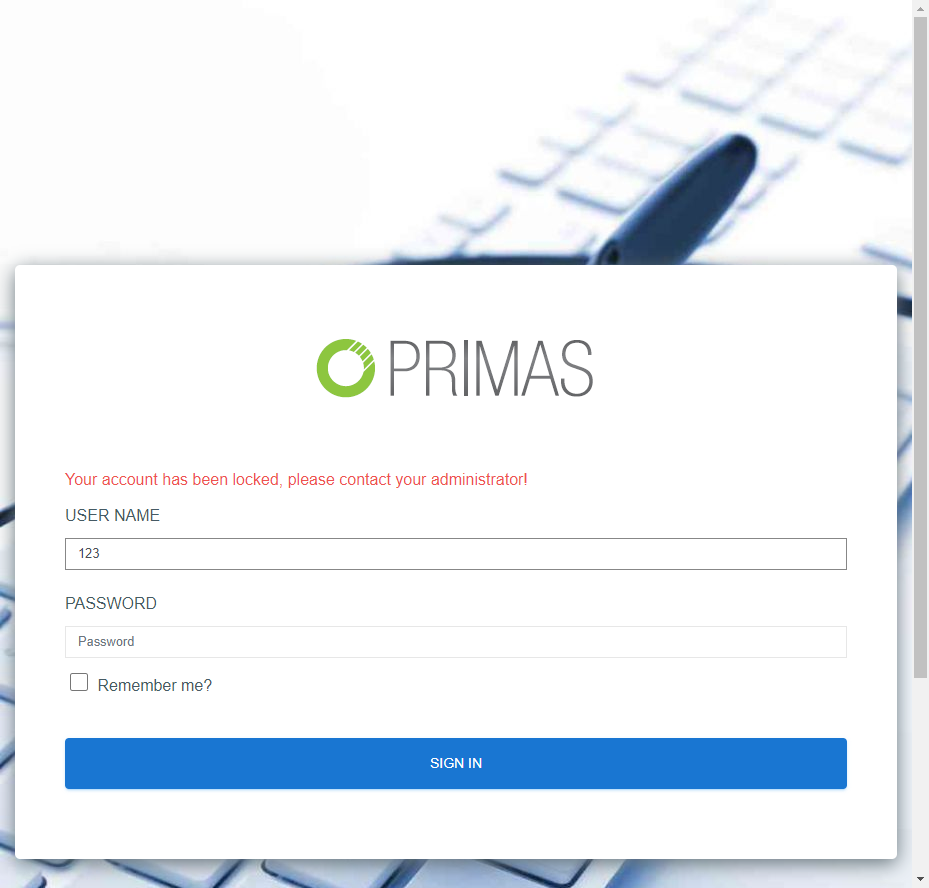 PRIMAS
Your account has been locked, please contact your administrator!
USER NAME
123
PASSWORD
Password
Remember me?
SIGN IN